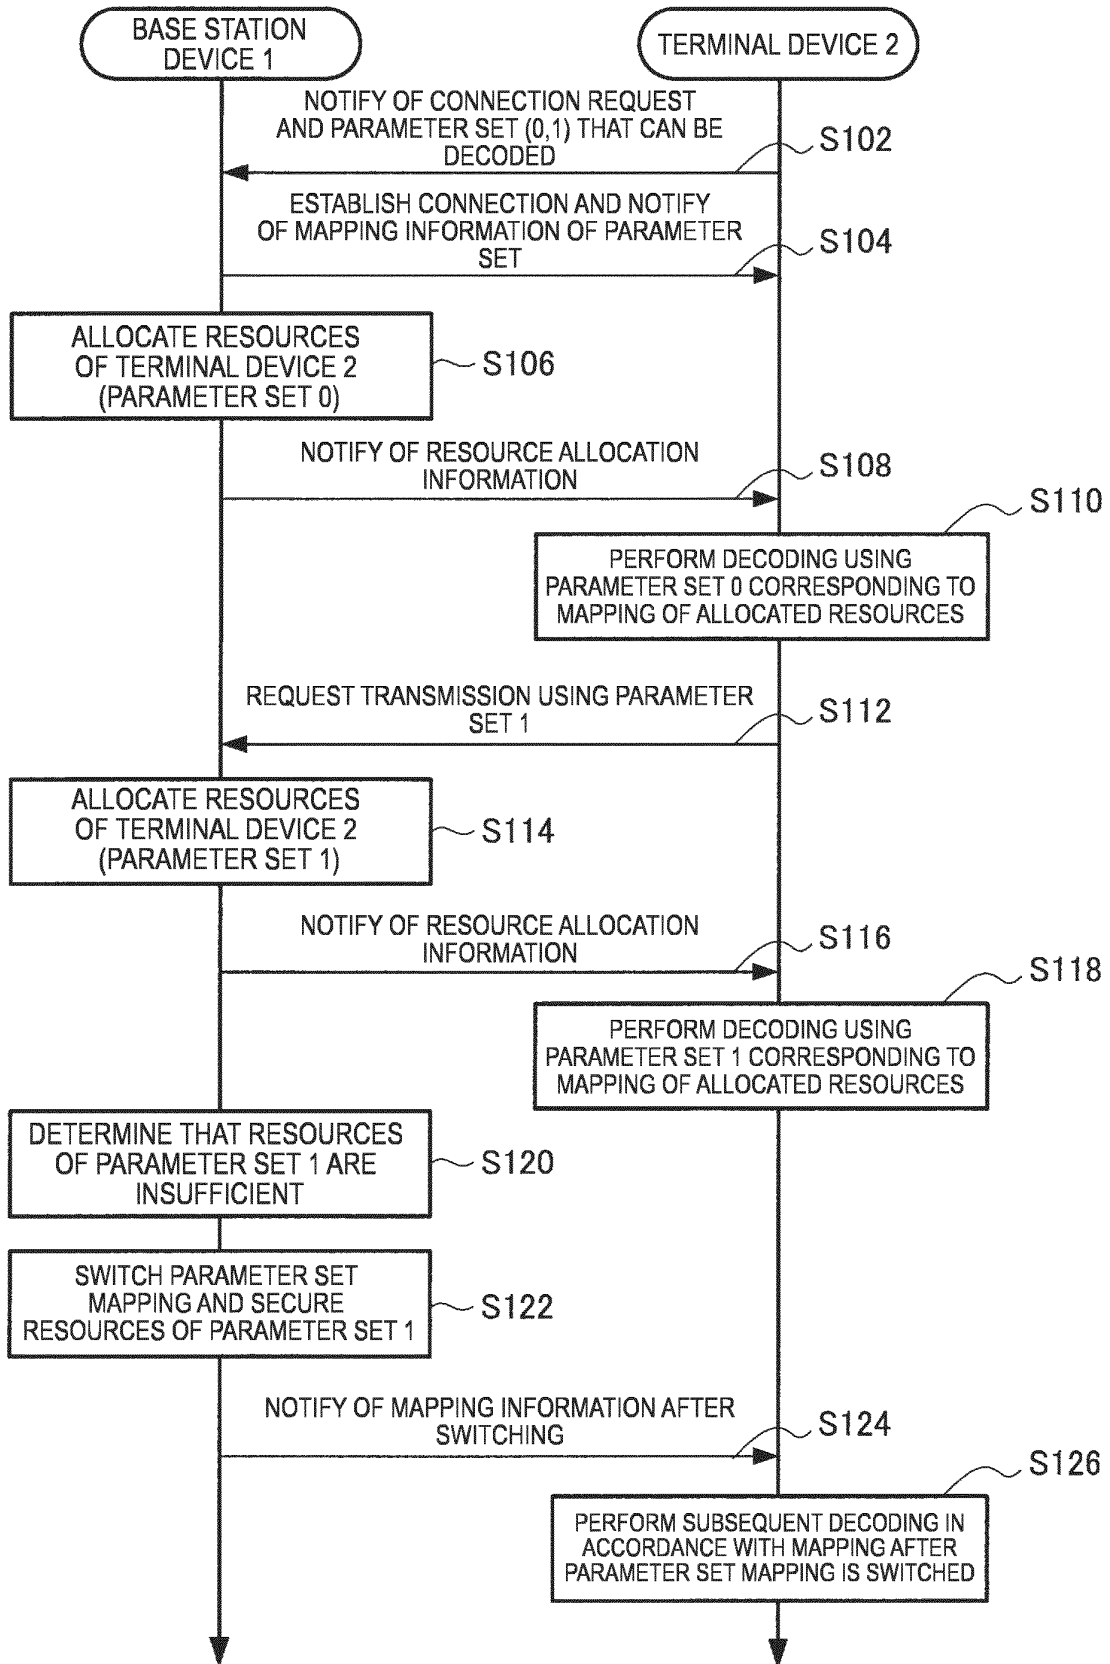 BASE STATION
DEVICE 1
TERMINAL DEVICE 2
NOTIFY OF CONNECTION REQUEST
AND PARAMETER SET (0,1) THAT CAN BE
DECODED
S102
ESTABLISH CONNECTION AND NOTIFY
OF MAPPING INFORMATION OF PARAMETER
SET
S104
ALLOCATE RESOURCES
OF TERMINAL DEVICE 2
(PARAMETER SET 0)
S106
NOTIFY OF RESOURCE ALLOCATION
INFORMATION
S108
S110
PERFORM DECODING USING
PARAMETER SET 0 CORRESPONDING TO
MAPPING OF ALLOCATED RESOURCES
REQUEST TRANSMISSION USING PARAMETER
SET 1
S112
ALLOCATE RESOURCES
OF TERMINAL DEVICE 2
(PARAMETER SET 1)
S114
NOTIFY OF RESOURCE ALLOCATION
INFORMATION
S116
S118
PERFORM DECODING USING
PARAMETER SET 1 CORRESPONDING TO
MAPPING OF ALLOCATED RESOURCES
DETERMINE THAT RESOURCES
OF PARAMETER SET 1 ARE
INSUFFICIENT
S120
SWITCH PARAMETER SET
MAPPING AND SECURE
RESOURCES OF PARAMETER SET 1
S122
NOTIFY OF MAPPING INFORMATION AFTER
SWITCHING
S124
S126
PERFORM SUBSEQUENT DECODING IN
ACCORDANCE WITH MAPPING AFTER
PARAMETER SET MAPPING IS SWITCHED